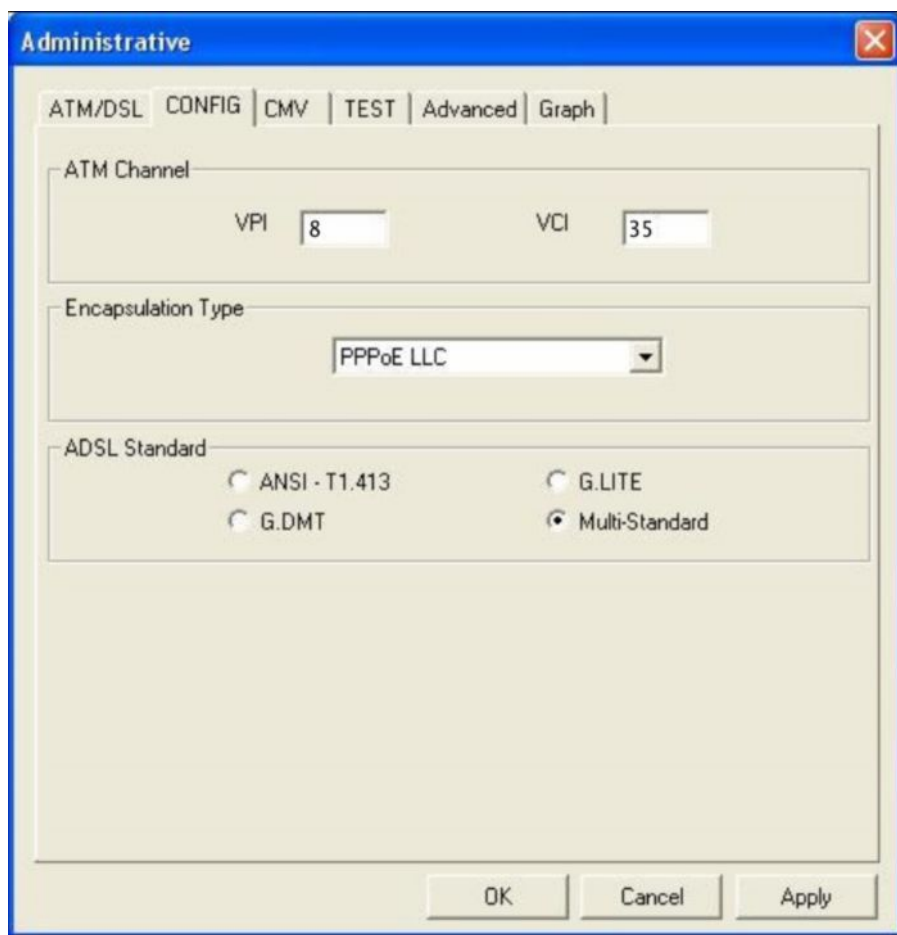 Administrative
ATM/DSL CONFIG CMV TEST Advanced Graph
ATM Channel
VPI 8 VCI 35
Encapsulation Type
PPPoE LLC
ADSL Standard
ANSI - T1.413 G.LITE
G.DMT Multi-Standard
OK Cancel Apply